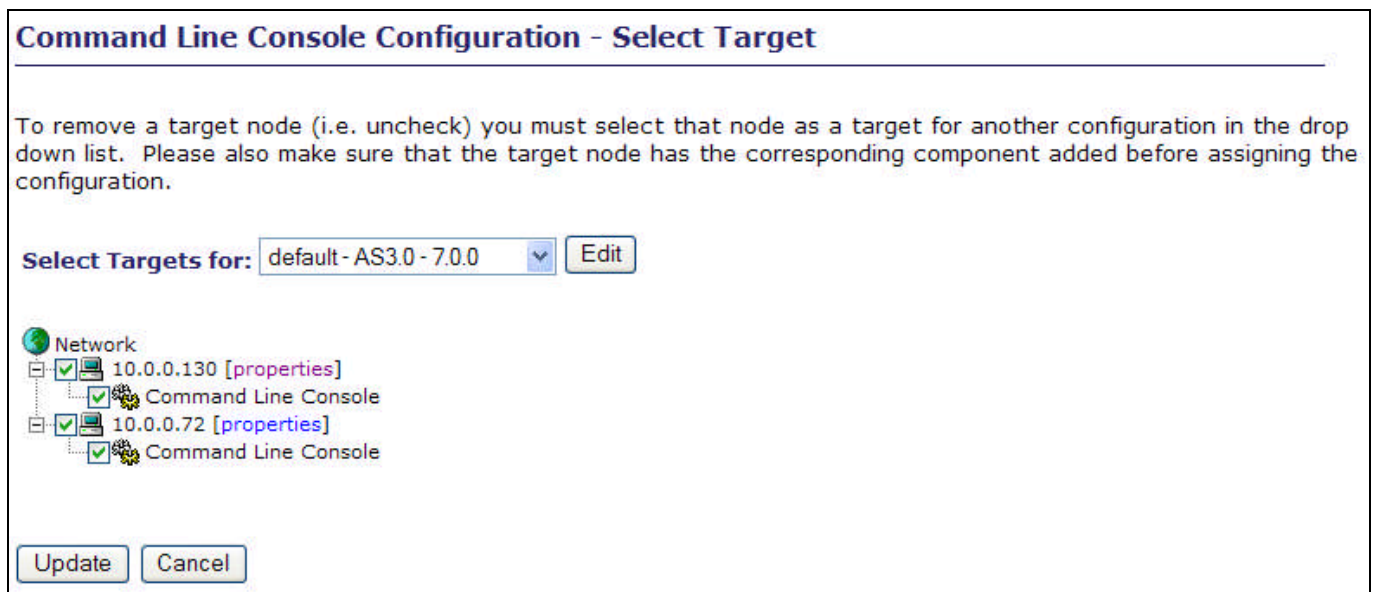 Command Line Console Configuration - Select Target
To remove a target node (i.e. uncheck) you must select that node as a target for another configuration in the drop
down list. Please also make sure that the target node has the corresponding component added before assigning the
configuration.
Select Targets for: default - AS3.0 - 7.0.0 Edit
Network
10.0.0.130 [properties]
Command Line Console
10.0.0.72 [properties]
Command Line Console
Update Cancel